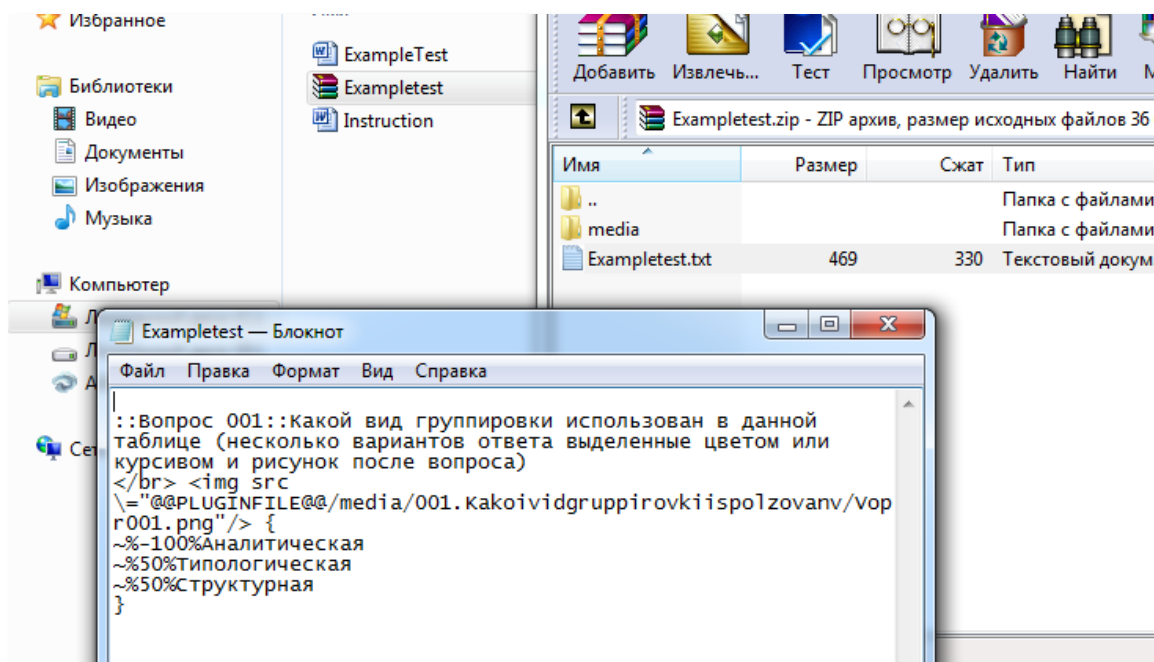 Избранное
Библиотеки
Видео
Документы
Изображения
Музыка
Компьютер
ExampleTest
Exampletest
Instruction
Добавить Извлечь... Тест Просмотр Удалить Найти
Exampletest.zip - ZIP архив, размер исходных файлов 36
Имя Размер Сжат Тип
.. Папка с файлами
media Папка с файлами
Exampletest.txt 469 330 Текстовый докум
Exampletest — Блокнот
Файл Правка Формат Вид Справка
::Вопрос 001::Какой вид группировки использован в данной
таблице (несколько вариантов ответа выделенные цветом или
курсивом и рисунок после вопроса)
</br> <img src
\="@@PLUGINFILE@@/media/001.Kakoividgruppirovkiispolzovanv/Vop
r001.png"/> {
~%-100%Аналитическая
~%50%Типологическая
~%50%Структурная
}